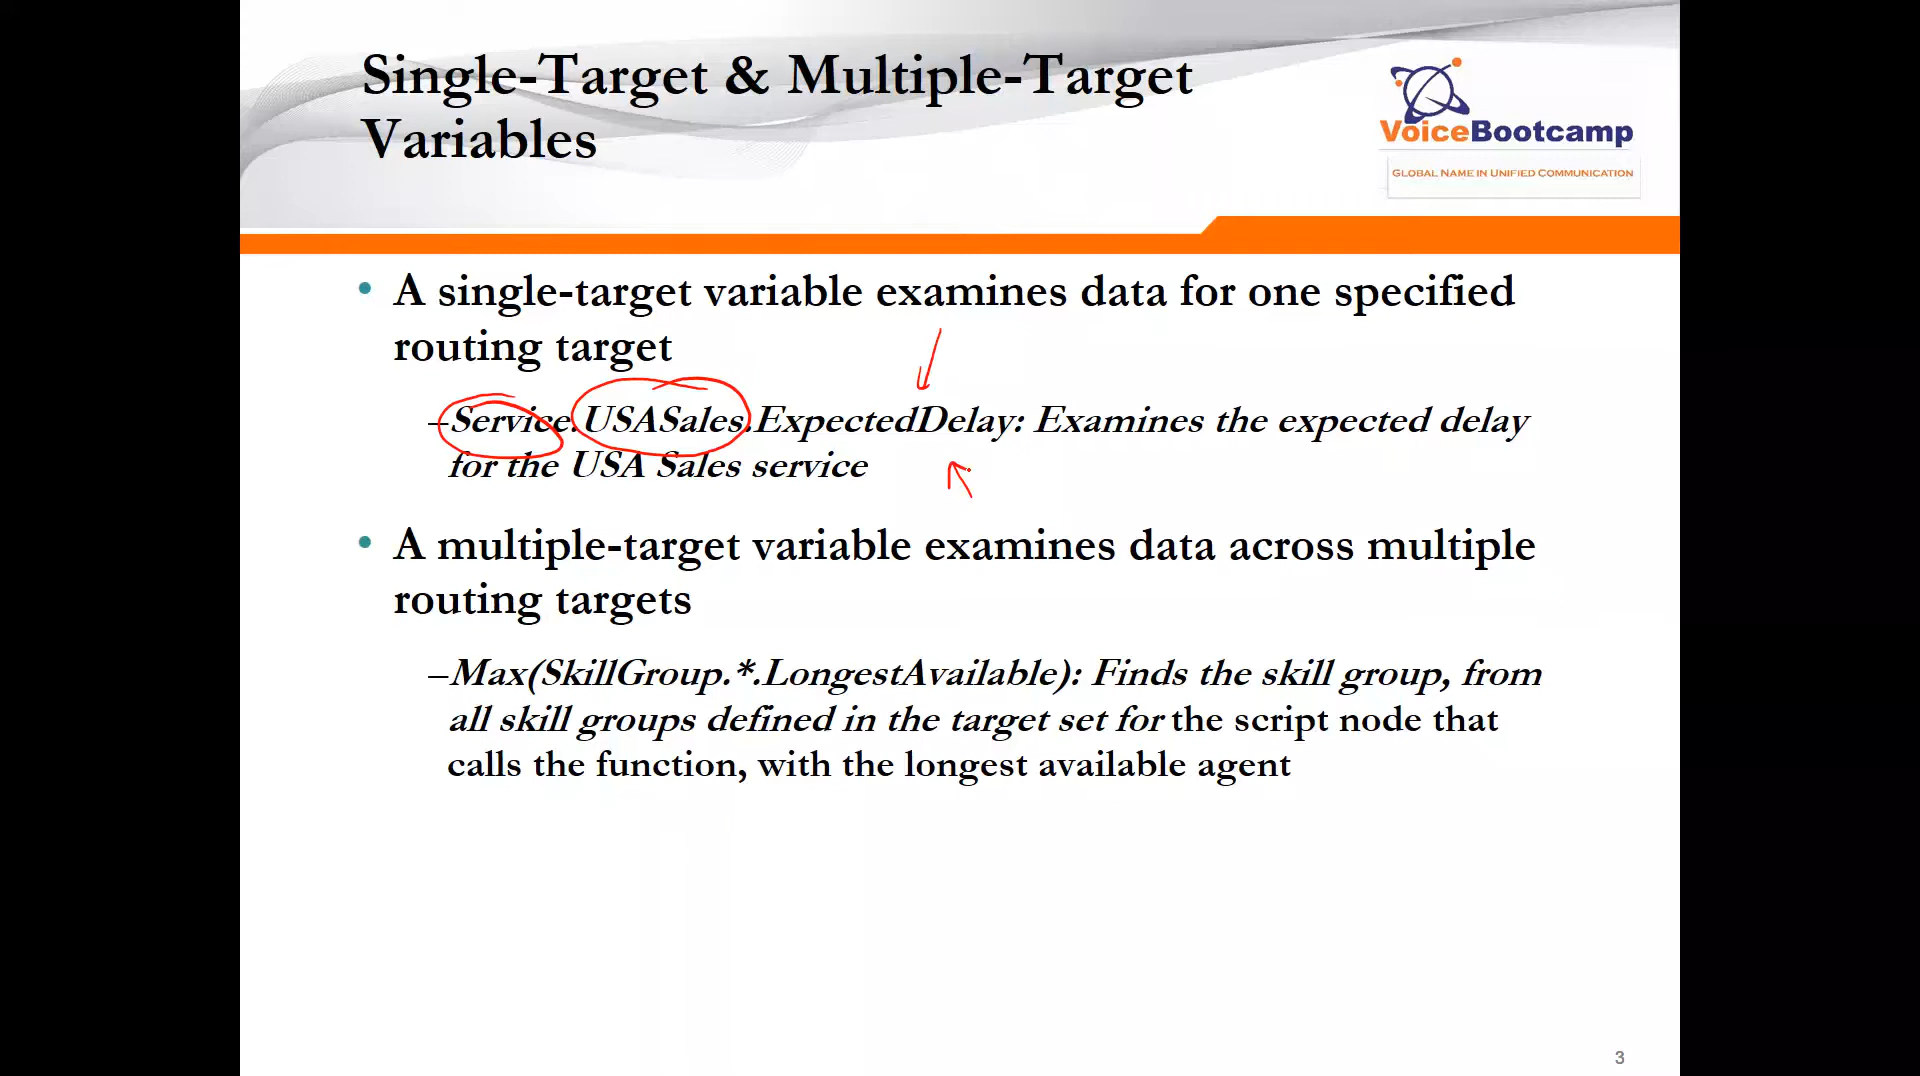 Single-Target & Multiple-Target
Variables
VoiceBootcamp
GLOBAL NAME IN UNIFIED COMMUNICATION
• A single-target variable examines data for one specified
routing target
–Service.USASales.ExpectedDelay: Examines the expected delay
for the USA Sales service
• A multiple-target variable examines data across multiple
routing targets
–Max(SkillGroup.*.LongestAvailable): Finds the skill group, from
all skill groups defined in the target set for the script node that
calls the function, with the longest available agent
3